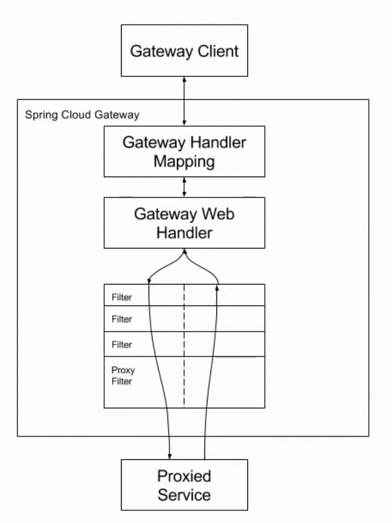 Gateway Client
Spring Cloud Gateway
Gateway Handler
Mapping
Gateway Web
Handler
Filter
Filter
Filter
Proxy
Filter
Proxied
Service